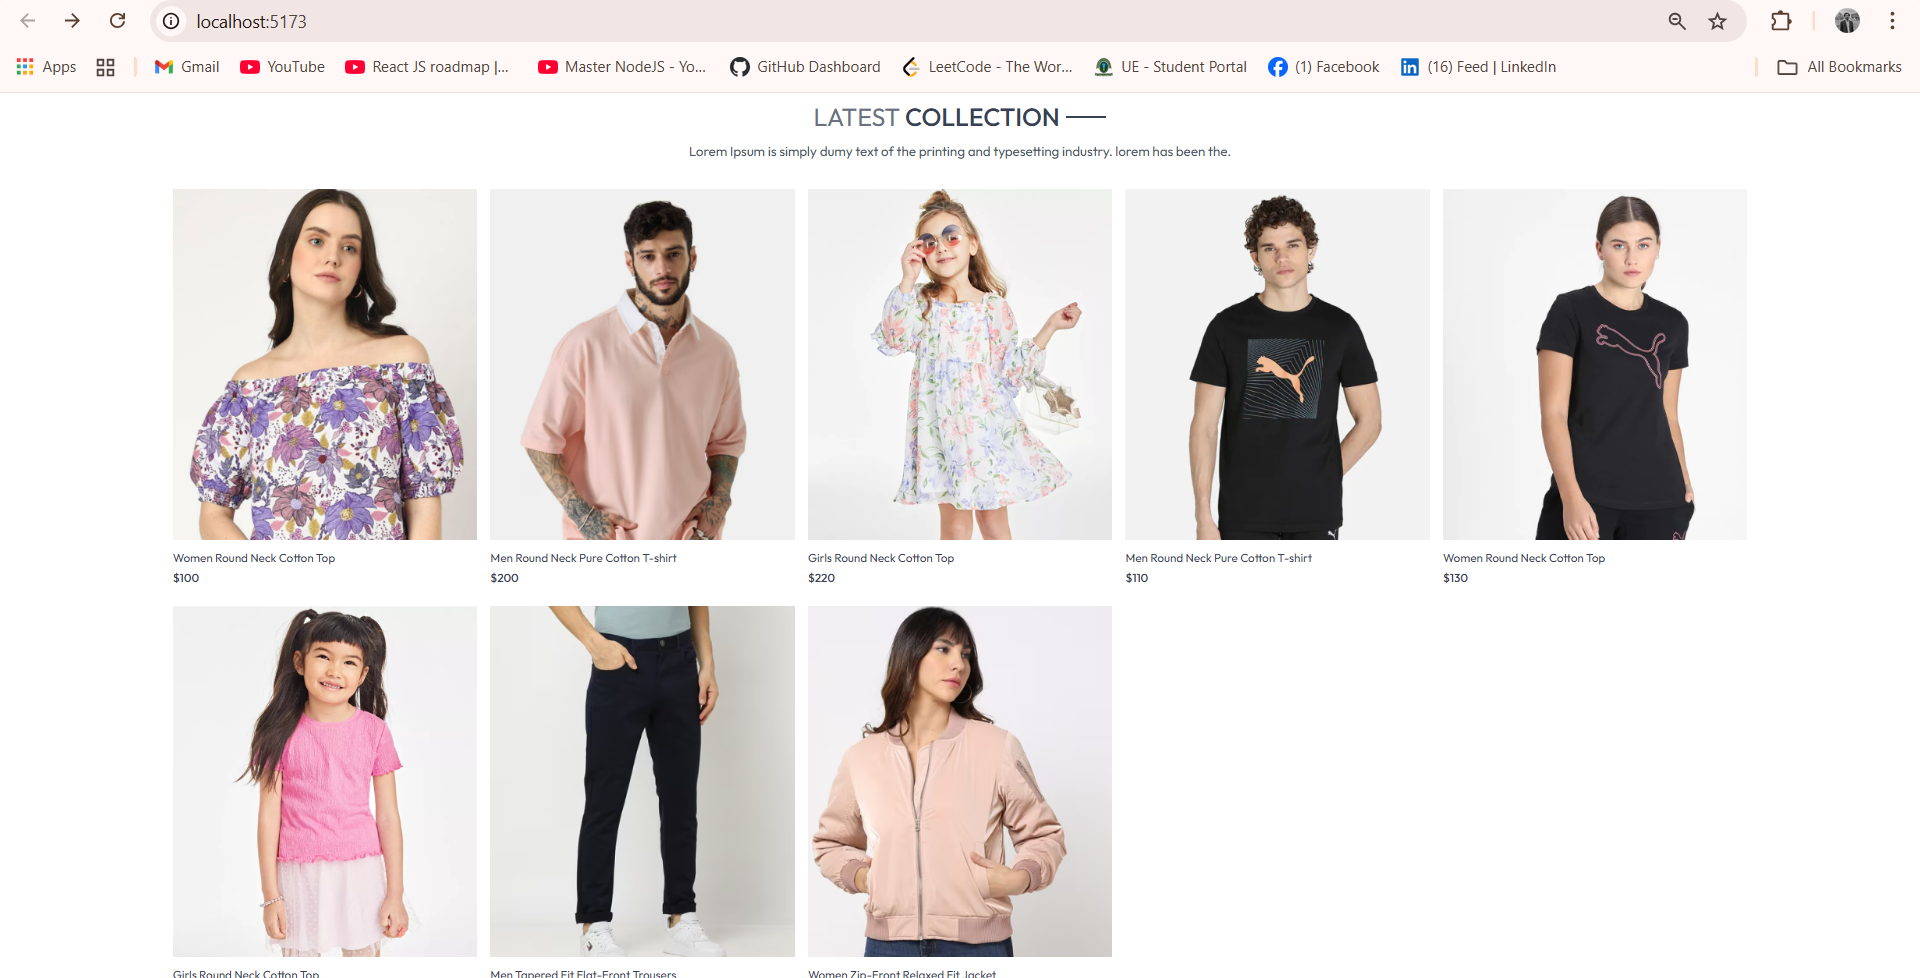 localhost:5173
Apps
Gmail
YouTube
React JS roadmap |...
Master NodeJS - Yo...
GitHub Dashboard
LeetCode - The Wor...
UE - Student Portal
(1) Facebook
(16) Feed | LinkedIn
All Bookmarks
LATEST COLLECTION
Lorem Ipsum is simply dumy text of the printing and typesetting industry. lorem has been the.
Women Round Neck Cotton Top
$100
Men Round Neck Pure Cotton T-shirt
$200
Girls Round Neck Cotton Top
$220
Men Round Neck Pure Cotton T-shirt
$110
Women Round Neck Cotton Top
$130
Girls Round Neck Cotton Top
Men Tapered Fit Flat-Front Trousers
Women Zip-Front Relaxed Fit Jacket